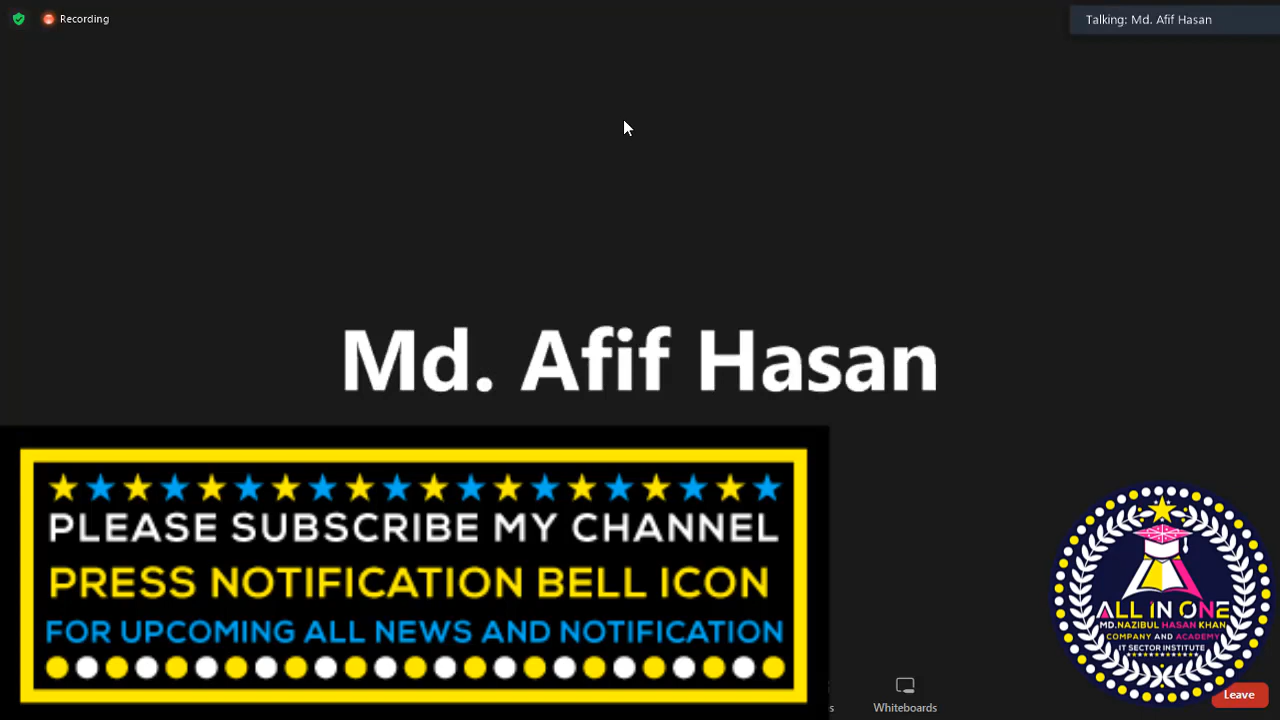 Recording
Talking: Md. Afif Hasan
Md. Afif Hasan
PLEASE SUBSCRIBE MY CHANNEL
PRESS NOTIFICATION BELL ICON
FOR UPCOMING ALL NEWS AND NOTIFICATION
ALL IN ONE
MD.NAZIBUL HASAN KHAN
COMPANY AND ACADEMY
IT SECTOR INSTITUTE
Leave
Whiteboards